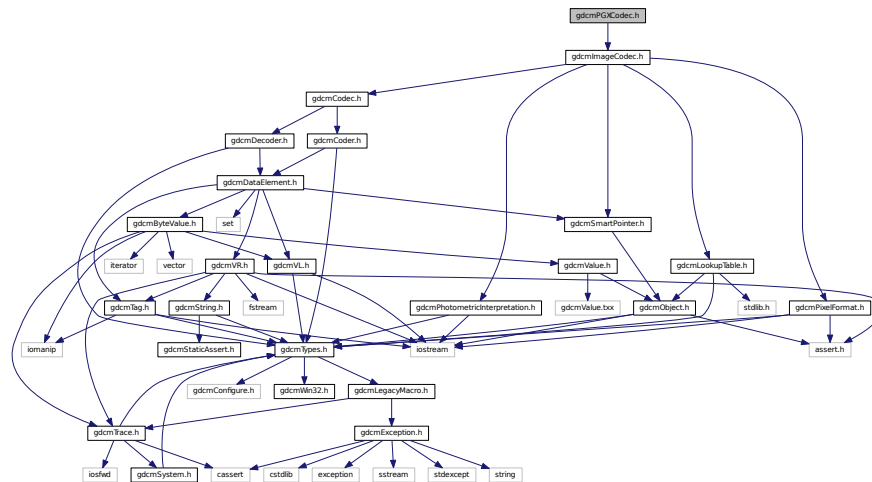 gdcmPGXCodec.h
gdcmImageCodec.h
gdcmCodec.h
gdcmDecoder.h
gdcmCoder.h
gdcmDataElement.h
gdcmByteValue.h
set
gdcmSmartPointer.h
iterator
vector
gdcmVR.h
gdcmVL.h
gdcmValue.h
gdcmLookupTable.h
gdcmTag.h
gdcmString.h
fstream
gdcmPhotometricInterpretation.h
gdcmValue.txx
gdcmObject.h
stdlib.h
gdcmPixelFormat.h
iomanip
gdcmStaticAssert.h
gdcmTypes.h
iostream
assert.h
gdcmConfigure.h
gdcmWin32.h
gdcmLegacyMacro.h
gdcmTrace.h
gdcmException.h
iosfwd
gdcmSystem.h
cassert
cstdlib
exception
sstream
stdexcept
string